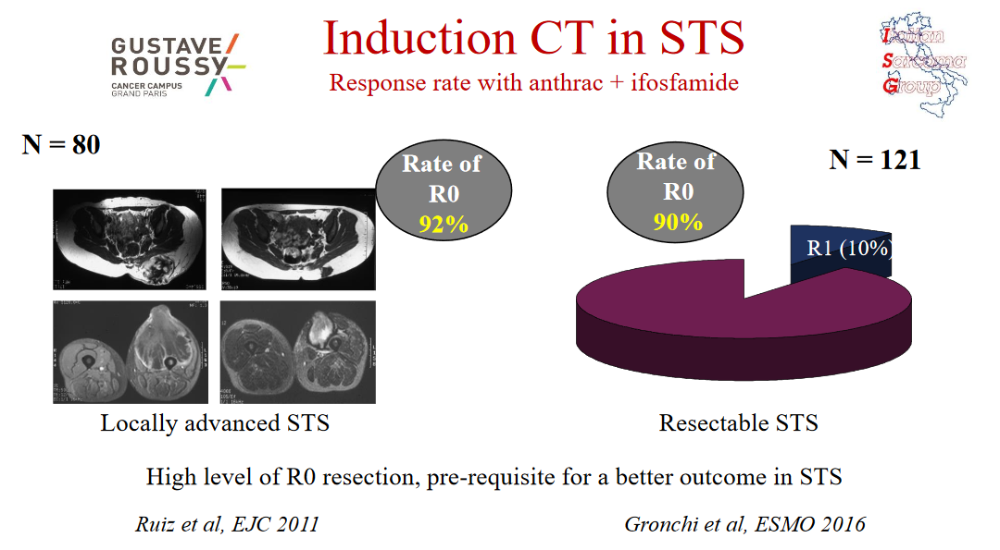 GUSTAVE
ROUSSY
CANCER CAMPUS
GRAND PARIS
Induction CT in STS
Response rate with anthrac + ifosfamide
Italian
Sarcoma
Group
N = 80
Rate of
R0
92%
Rate of
R0
90%
N = 121
R1 (10%)
Locally advanced STS
Resectable STS
High level of R0 resection, pre-requisite for a better outcome in STS
Ruiz et al, EJC 2011
Gronchi et al, ESMO 2016